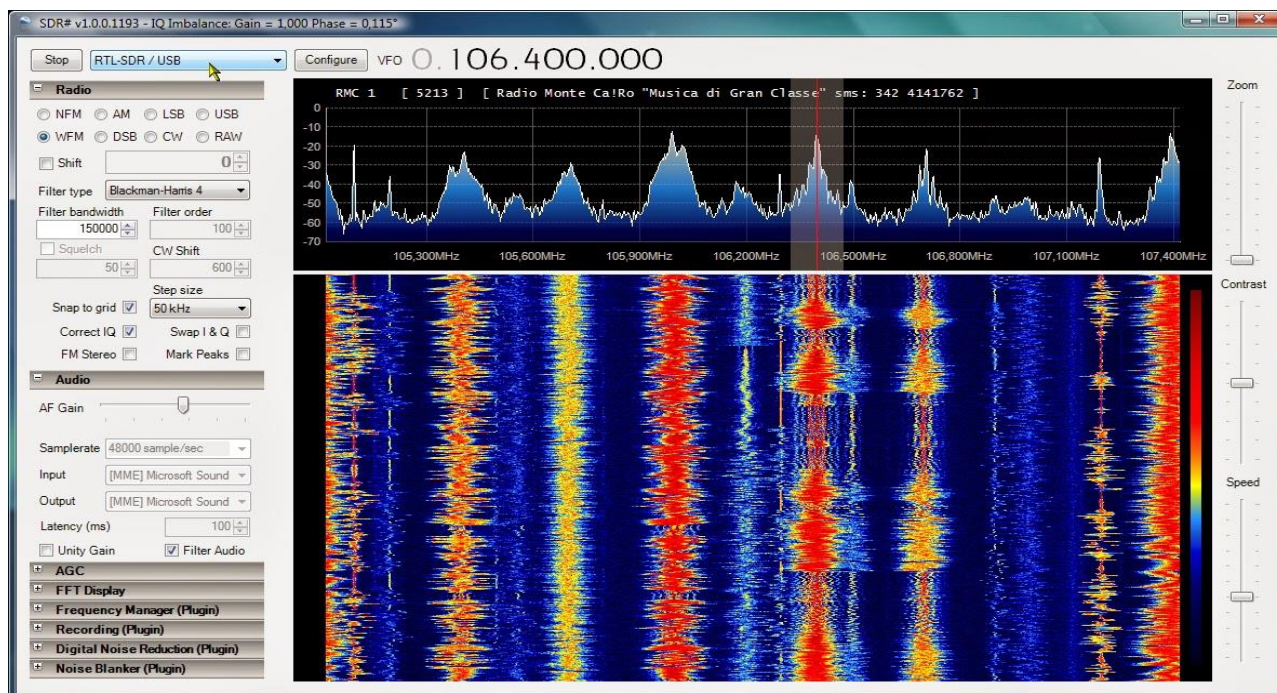 SDR# v1.0.0.1193 - IQ Imbalance: Gain = 1,000 Phase = 0,115°
Stop RTL-SDR / USB Configure VFO 0.106.400.000
Radio
NFM AM LSB USB
WFM DSB CW RAW
Shift 0
Filter type Blackman-Harris 4
Filter bandwidth Filter order
150000 100
Squelch CW Shift
50 600
Step size
Snap to grid 50 kHz
Correct IQ Swap I & Q
FM Stereo Mark Peaks
Audio
AF Gain
Samplerate 48000 sample/sec
Input [MME] Microsoft Sound
Output [MME] Microsoft Sound
Latency (ms) 100
Unity Gain Filter Audio
AGC
FFT Display
Frequency Manager (Plugin)
Recording (Plugin)
Digital Noise Reduction (Plugin)
Noise Blanker (Plugin)
RMC 1 [ 5213 ] [ Radio Monte Ca!Ro "Musica di Gran Classe" sms: 342 4141762 ]
0
-10
-20
-30
-40
-50
-60
-70
105,300MHz 105,600MHz 105,900MHz 106,200MHz 106,500MHz 106,800MHz 107,100MHz 107,400MHz
Zoom
Contrast
Speed